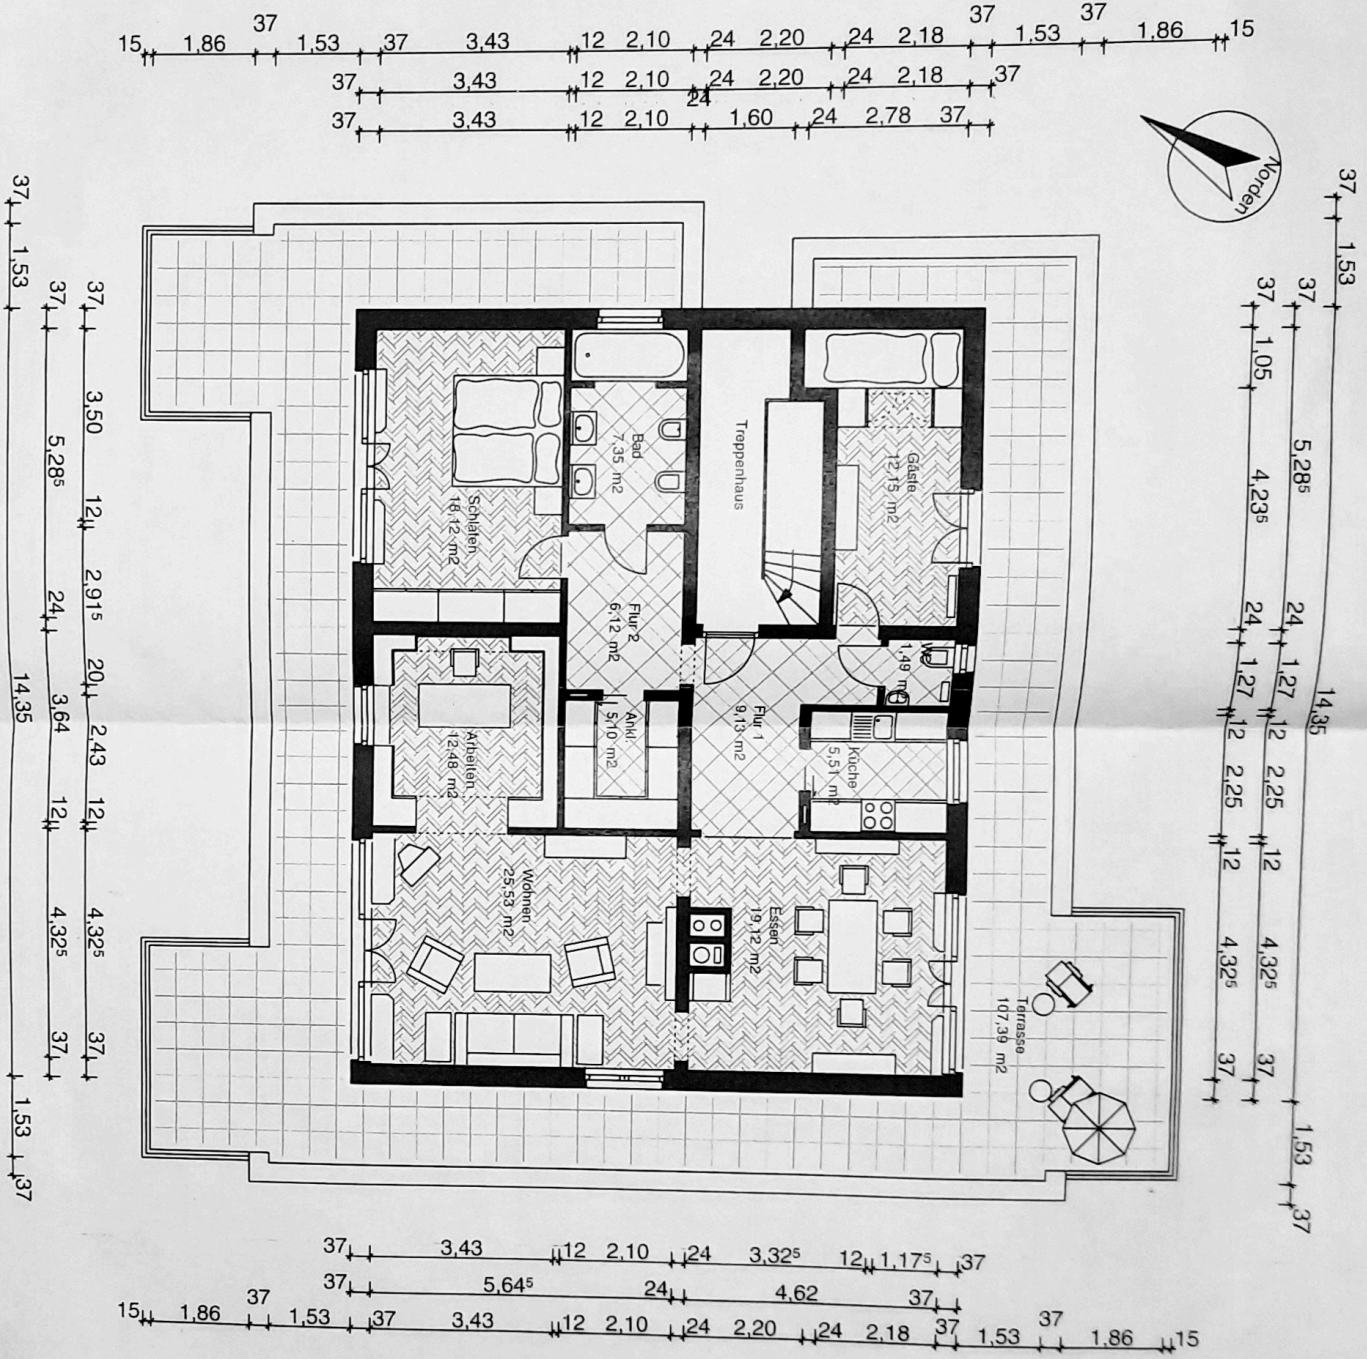 37 37 37
15 1,86 1,53 37 3,43 12 2,10 24 2,20 24 2,18 1,53 1,86 15
37 3,43 12 2,10 24 2,20 24 2,18 37
24
37 3,43 12 2,10 1,60 24 2,78 37
Norden
37 1,53 14,35 1,53 37
37 5,28⁵ 24 3,64 12 4,32⁵ 37
37 3,50 12 2,91⁵ 20 2,43 12 4,32⁵ 37
Schlafen
18,12 m2
Bad
7,35 m2
Treppenhaus
Gäste
12,15 m2
Flur 2
6,12 m2
WC
1,49 m2
Arbeiten
12,48 m2
Ankl.
5,10 m2
Flur 1
9,13 m2
Küche
5,51 m2
Wohnen
25,53 m2
Essen
19,12 m2
Terrasse
107,39 m2
37 1,05 4,23⁵ 24 1,27 12 2,25 12 4,32⁵ 37
37 5,28⁵ 24 1,27 12 2,25 12 4,32⁵ 37
37 1,53 14,35 1,53 37
37 3,43 12 2,10 24 3,32⁵ 12 1,17⁵ 37
37 5,64⁵ 24 4,62 37
37 37 37
15 1,86 1,53 37 3,43 12 2,10 24 2,20 24 2,18 1,53 1,86 15